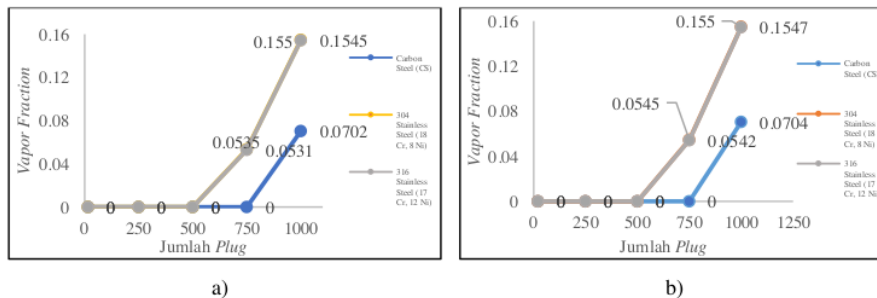 0.16
0.12
0.08
0.04
0
Vapor Fraction
0.155
0.1545
0.0535
0.0531
0.0702
0
0
0
0
0
250
500
750
1000
Jumlah Plug
Carbon
Steel (CS)
304
Stainless
Steel (18
Cr, 8 Ni)
316
Stainless
Steel (17
Cr, 12 Ni)
a)
0.16
0.12
0.08
0.04
0
Vapor Fraction
0.155
0.1547
0.0545
0.0542
0.0704
0
0
0
0
0
250
500
750
1000
1250
Jumlah Plug
Carbon
Steel (CS)
304
Stainless
Steel (18
Cr, 8 Ni)
316
Stainless
Steel (17
Cr, 12 Ni)
b)